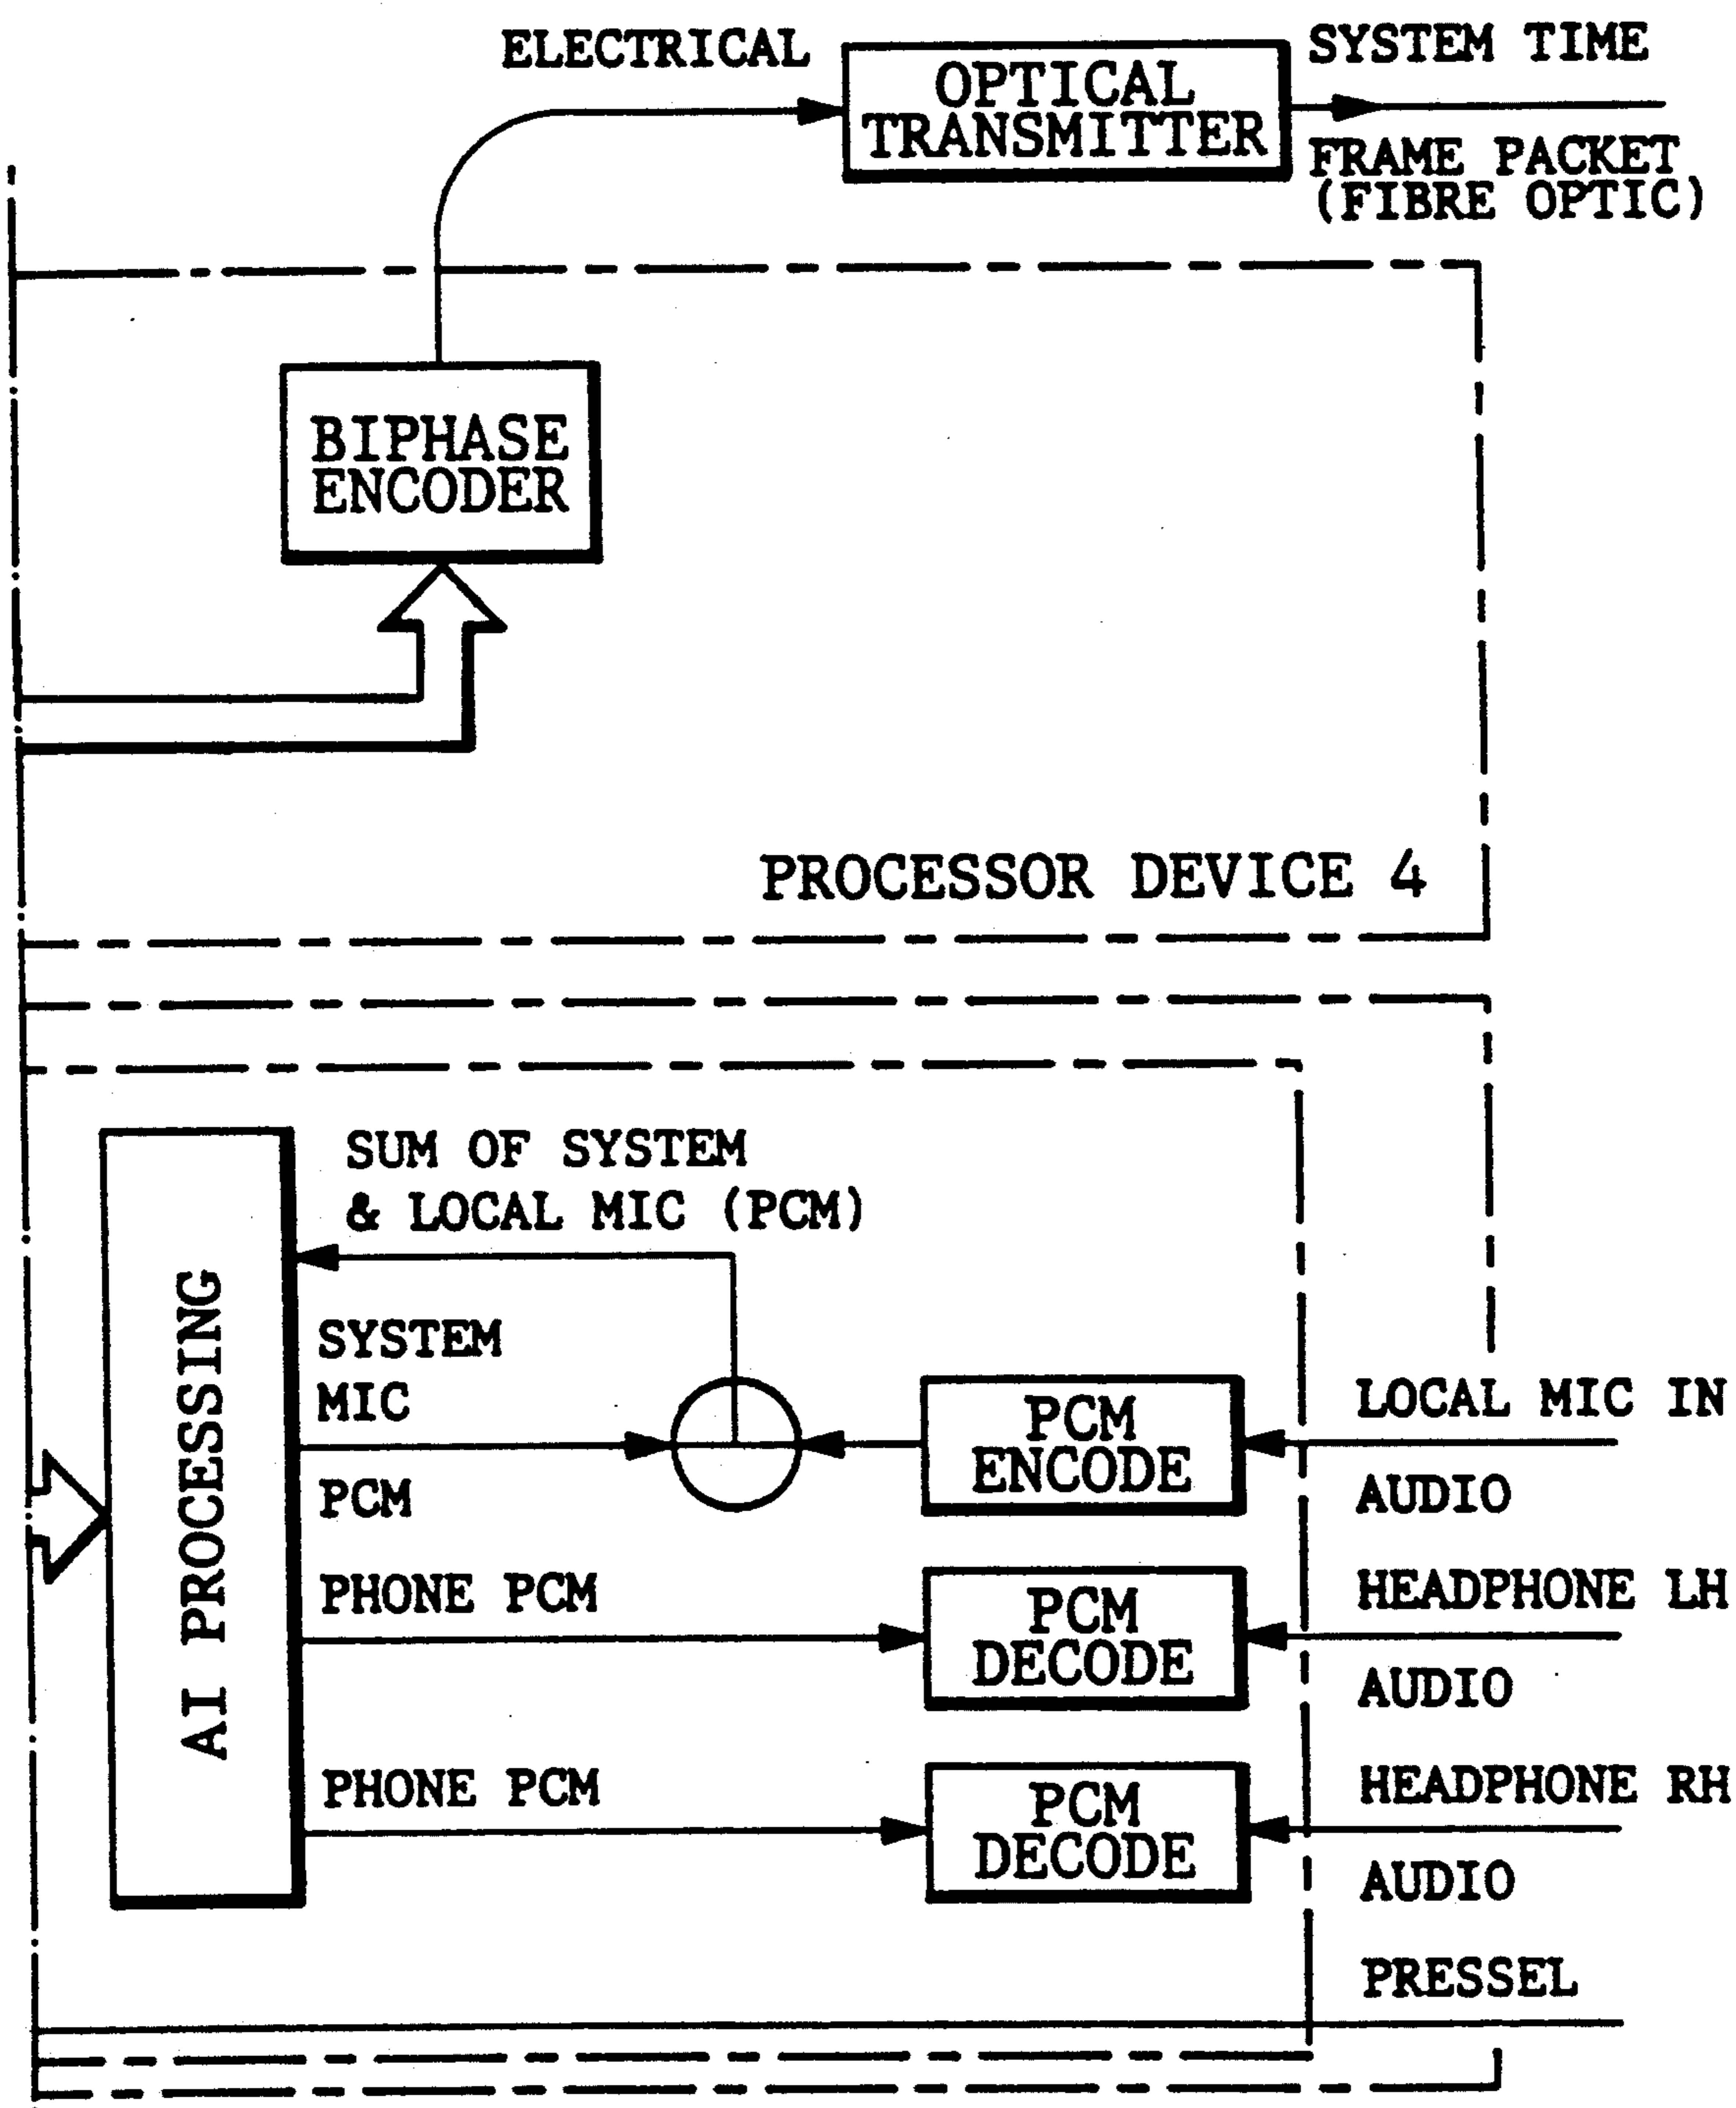 ELECTRICAL
OPTICAL
TRANSMITTER
SYSTEM TIME
FRAME PACKET
(FIBRE OPTIC)
BIPHASE
ENCODER
PROCESSOR DEVICE 4
AI PROCESSING
SUM OF SYSTEM
& LOCAL MIC (PCM)
SYSTEM
MIC
PCM
PCM
ENCODE
LOCAL MIC IN
AUDIO
PHONE PCM
PCM
DECODE
HEADPHONE LH
AUDIO
PHONE PCM
PCM
DECODE
HEADPHONE RH
AUDIO
PRESSEL